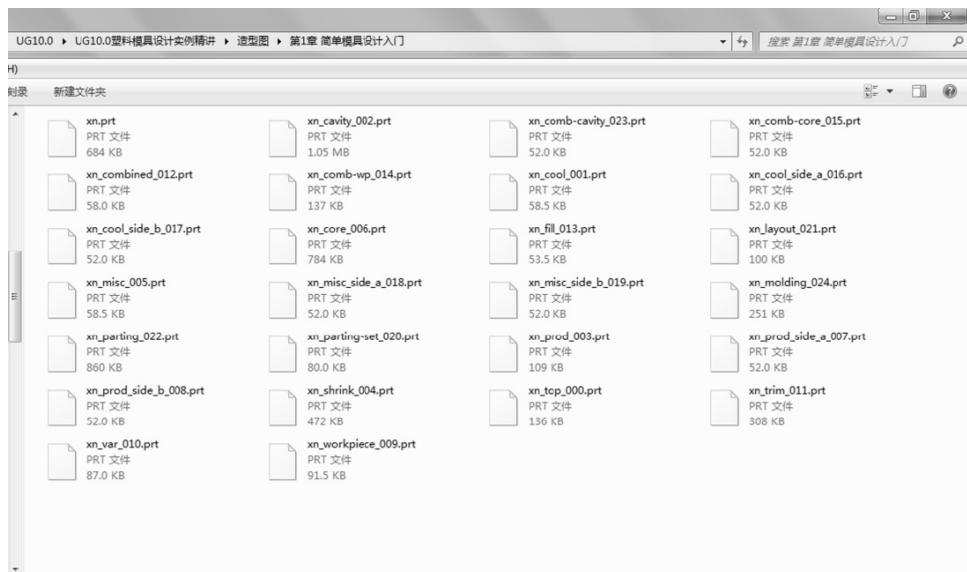 UG10.0 ▸ UG10.0塑料模具设计实例精讲 ▸ 造型图 ▸ 第1章 简单模具设计入门
搜索 第1章 简单模具设计入门
H)
刻录 新建文件夹
xn.prt
PRT 文件
684 KB
xn_cavity_002.prt
PRT 文件
1.05 MB
xn_comb-cavity_023.prt
PRT 文件
52.0 KB
xn_comb-core_015.prt
PRT 文件
52.0 KB
xn_combined_012.prt
PRT 文件
58.0 KB
xn_comb-wp_014.prt
PRT 文件
137 KB
xn_cool_001.prt
PRT 文件
58.5 KB
xn_cool_side_a_016.prt
PRT 文件
52.0 KB
xn_cool_side_b_017.prt
PRT 文件
52.0 KB
xn_core_006.prt
PRT 文件
784 KB
xn_fill_013.prt
PRT 文件
53.5 KB
xn_layout_021.prt
PRT 文件
100 KB
xn_misc_005.prt
PRT 文件
58.5 KB
xn_misc_side_a_018.prt
PRT 文件
52.0 KB
xn_misc_side_b_019.prt
PRT 文件
52.0 KB
xn_molding_024.prt
PRT 文件
251 KB
xn_parting_022.prt
PRT 文件
860 KB
xn_parting-set_020.prt
PRT 文件
80.0 KB
xn_prod_003.prt
PRT 文件
109 KB
xn_prod_side_a_007.prt
PRT 文件
52.0 KB
xn_prod_side_b_008.prt
PRT 文件
52.0 KB
xn_shrink_004.prt
PRT 文件
472 KB
xn_tcp_000.prt
PRT 文件
136 KB
xn_trim_011.prt
PRT 文件
308 KB
xn_var_010.prt
PRT 文件
87.0 KB
xn_workpiece_009.prt
PRT 文件
91.5 KB